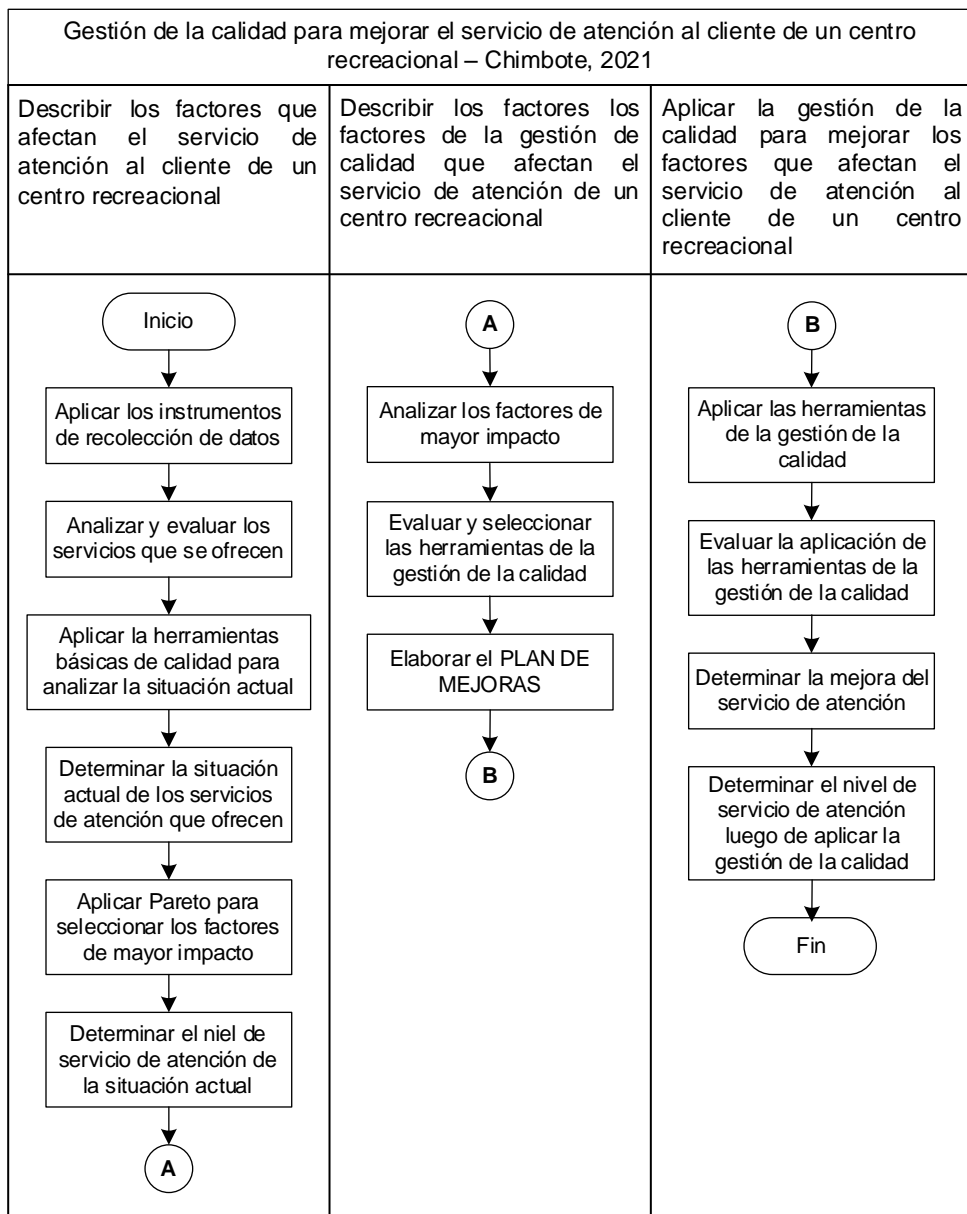 Gestión de la calidad para mejorar el servicio de atención al cliente de un centro
recreacional – Chimbote, 2021
Describir los factores que
afectan el servicio de
atención al cliente de un
centro recreacional
Describir los factores los
factores de la gestión de
calidad que afectan el
servicio de atención de un
centro recreacional
Aplicar la gestión de la
calidad para mejorar los
factores que afectan el
servicio de atención al
cliente de un centro
recreacional
Inicio
Aplicar los instrumentos
de recolección de datos
Analizar y evaluar los
servicios que se ofrecen
Aplicar la herramientas
básicas de calidad para
analizar la situación actual
Determinar la situación
actual de los servicios
de atención que ofrecen
Aplicar Pareto para
seleccionar los factores
de mayor impacto
Determinar el niel de
servicio de atención de
la situación actual
A
A
Analizar los factores de
mayor impacto
Evaluar y seleccionar
las herramientas de la
gestión de la calidad
Elaborar el PLAN DE
MEJORAS
B
B
Aplicar las herramientas
de la gestión de la
calidad
Evaluar la aplicación de
las herramientas de la
gestión de la calidad
Determinar la mejora del
servicio de atención
Determinar el nivel de
servicio de atención
luego de aplicar la
gestión de la calidad
Fin